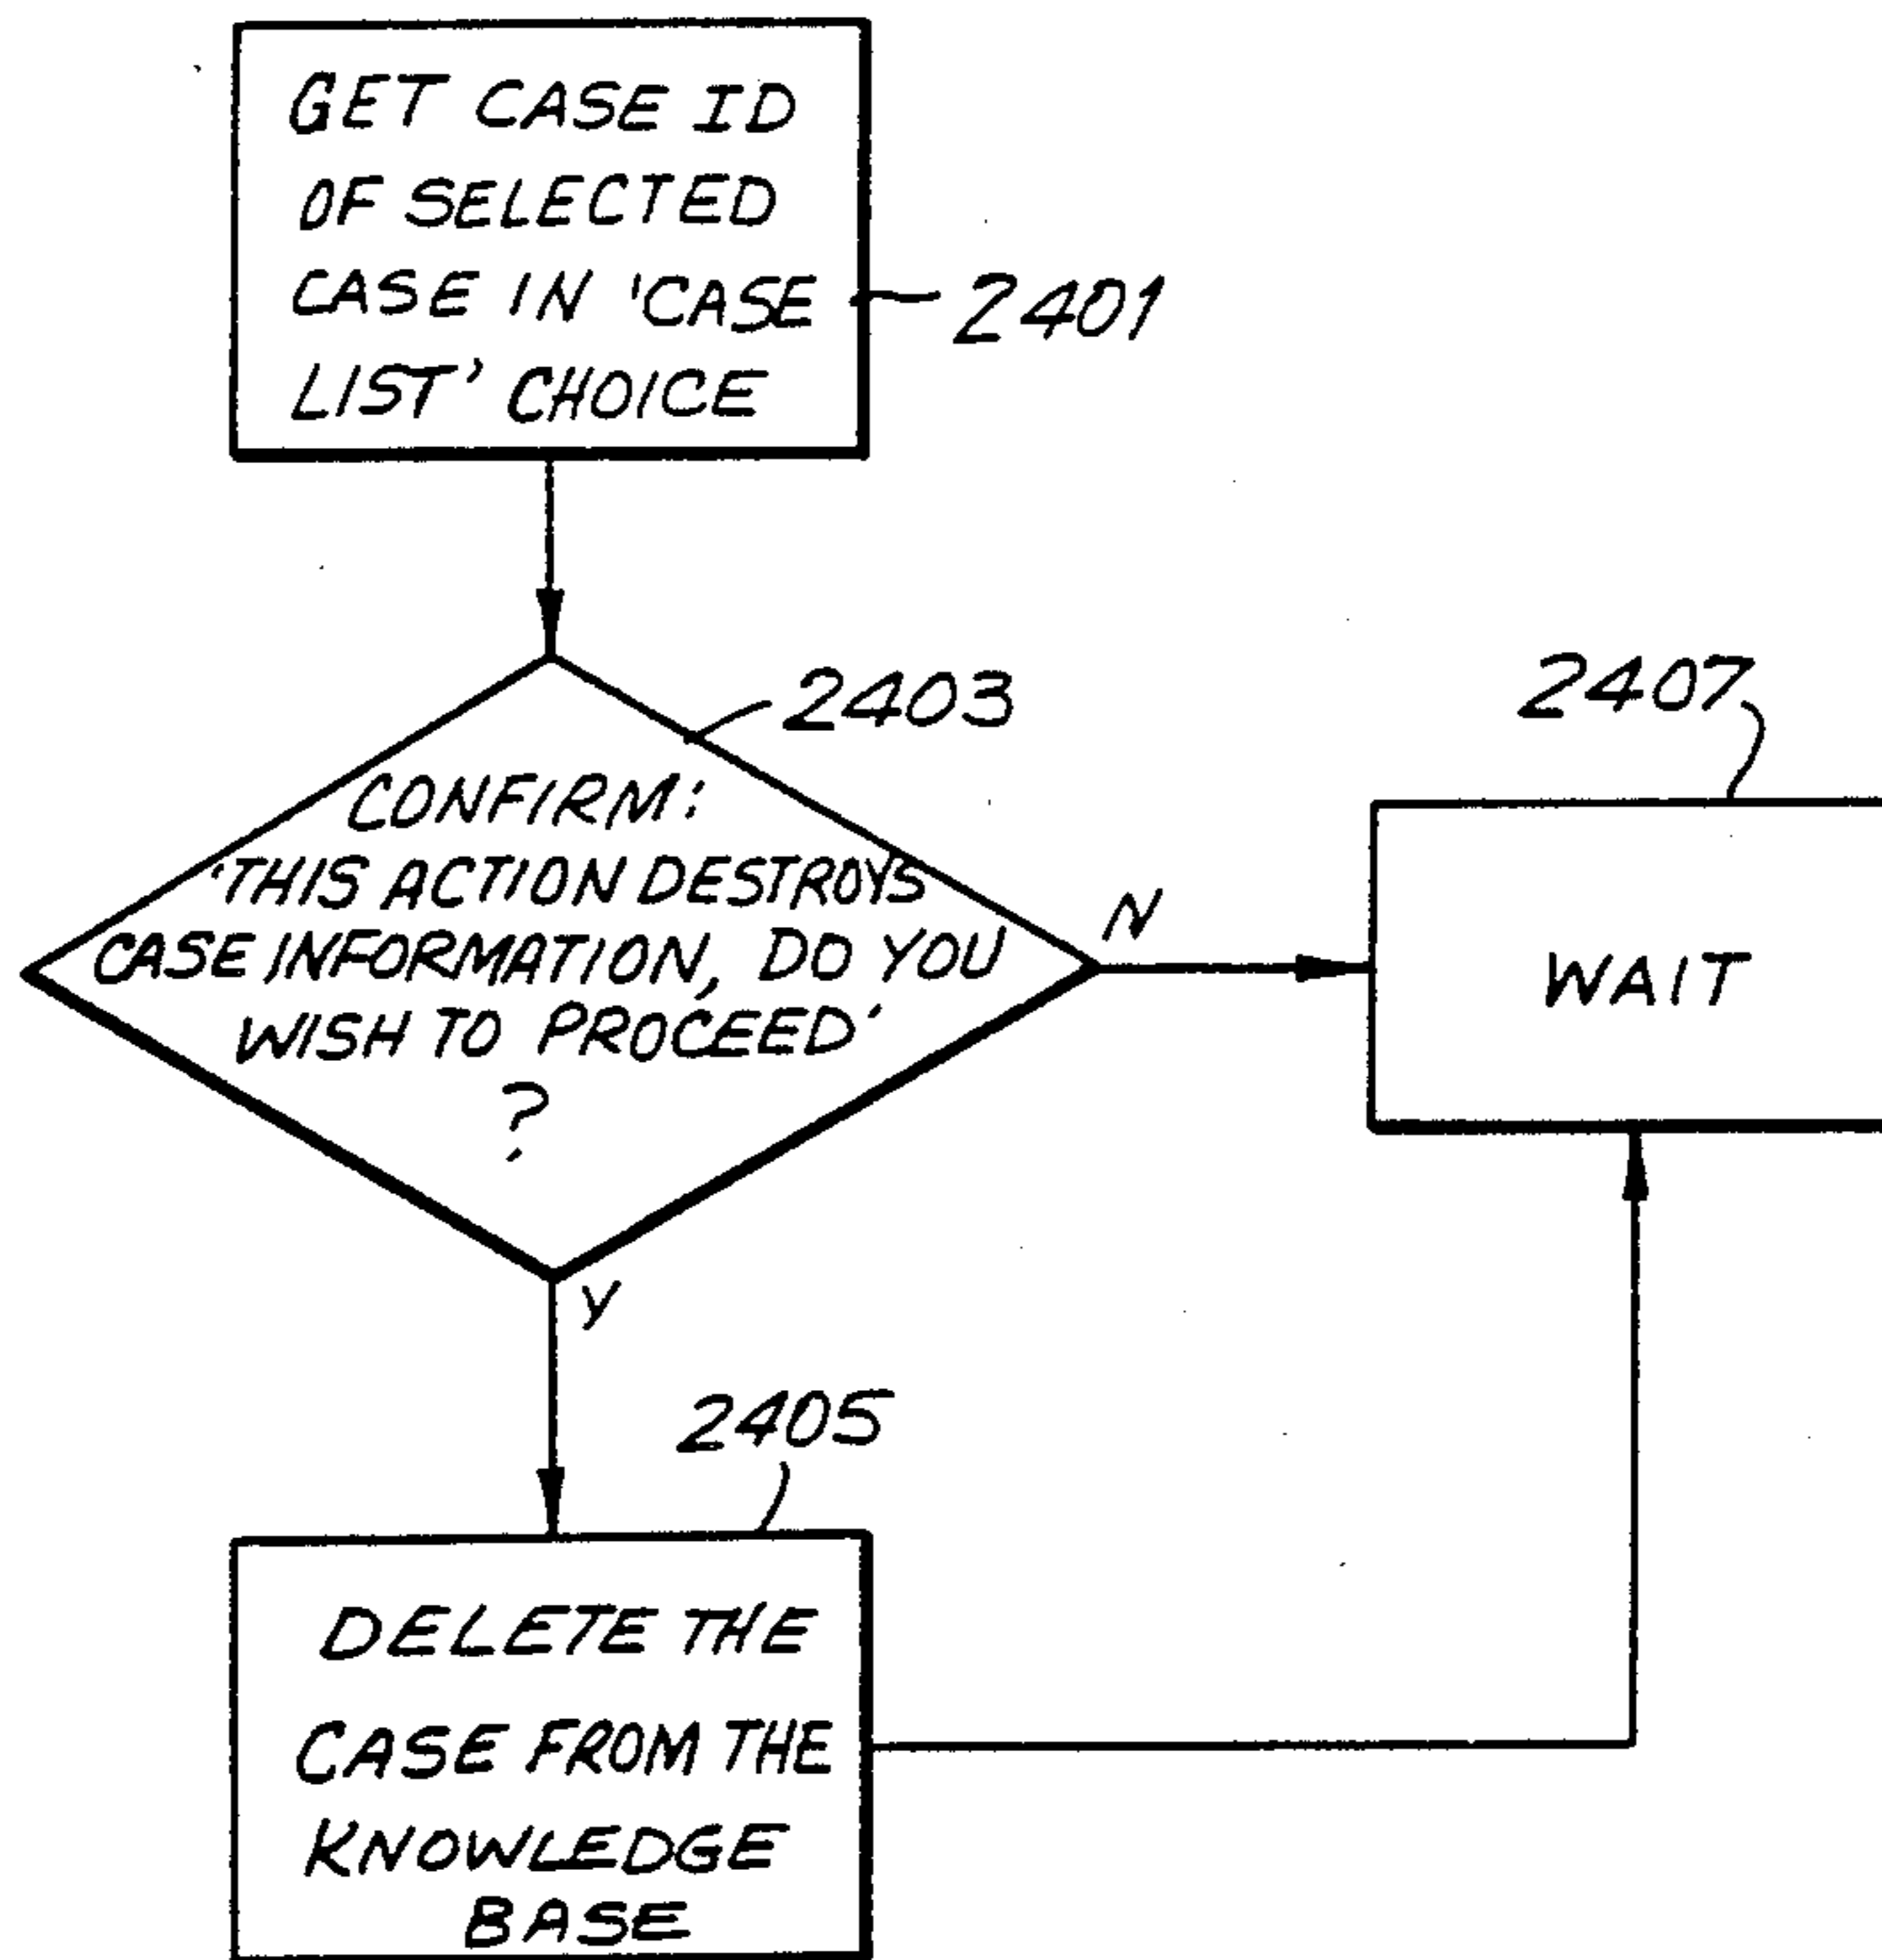 GET CASE ID
OF SELECTED
CASE IN 'CASE
LIST' CHOICE
2401
2403
CONFIRM:
'THIS ACTION DESTROYS
CASE INFORMATION, DO YOU
WISH TO PROCEED'
?
N
2407
WAIT
Y
2405
DELETE THE
CASE FROM THE
KNOWLEDGE
BASE